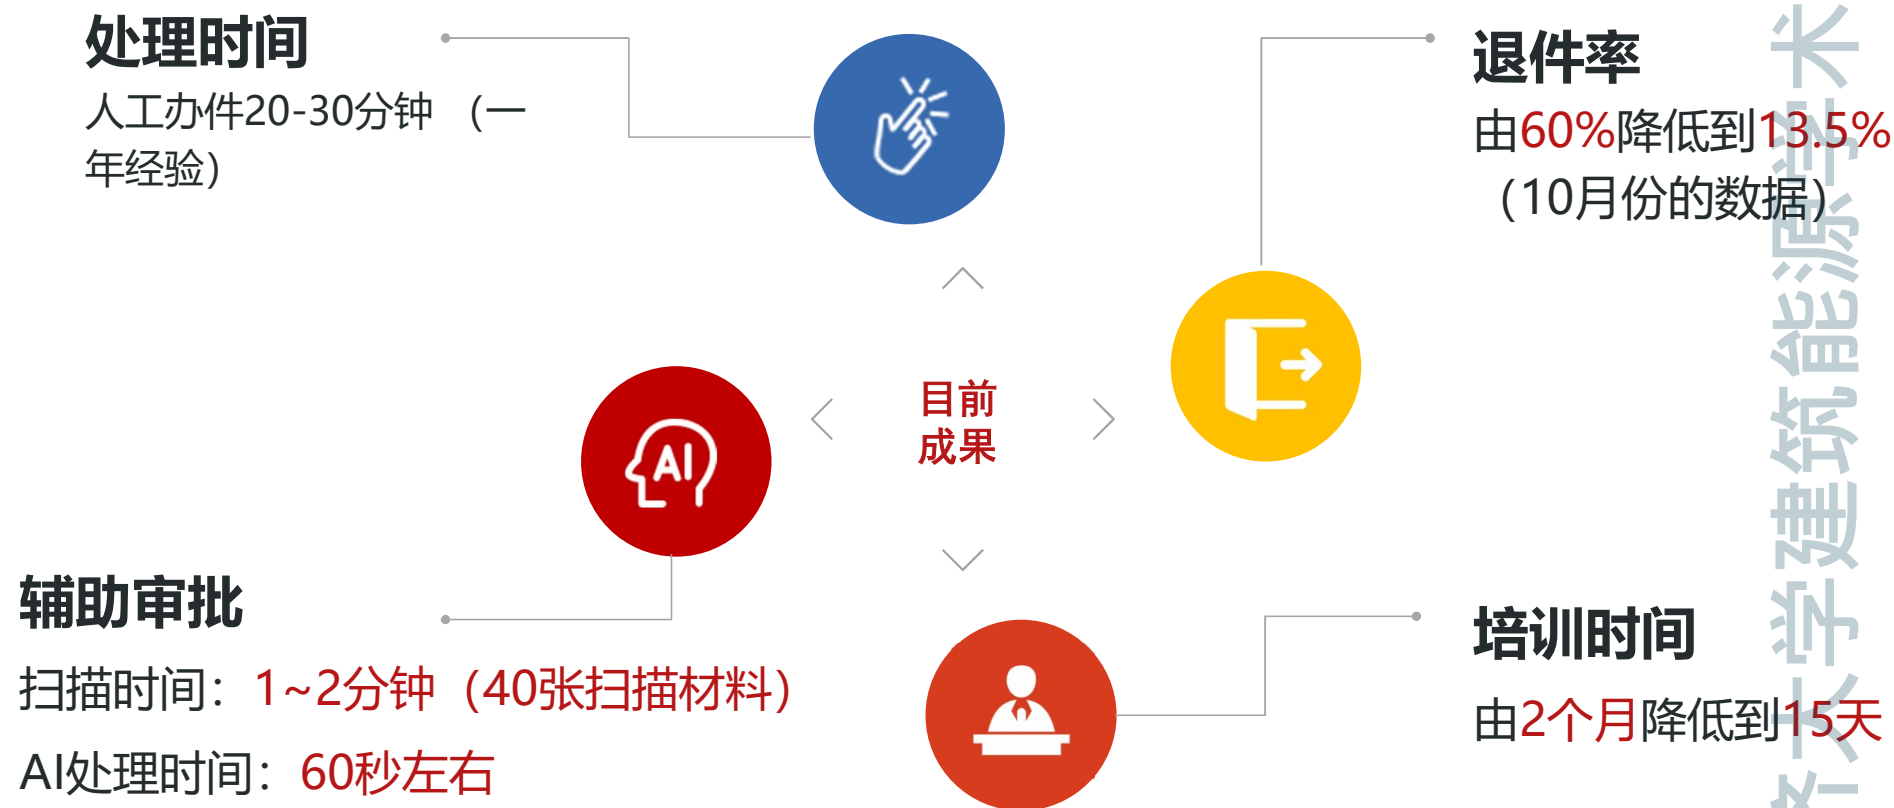 处理时间
人工办件20-30分钟 （一
年经验）
退件率
由60%降低到13.5%
（10月份的数据）
目前
成果
AI
辅助审批
扫描时间：1~2分钟（40张扫描材料）
AI处理时间：60秒左右
培训时间
由2个月降低到15天
大学建筑能源学术